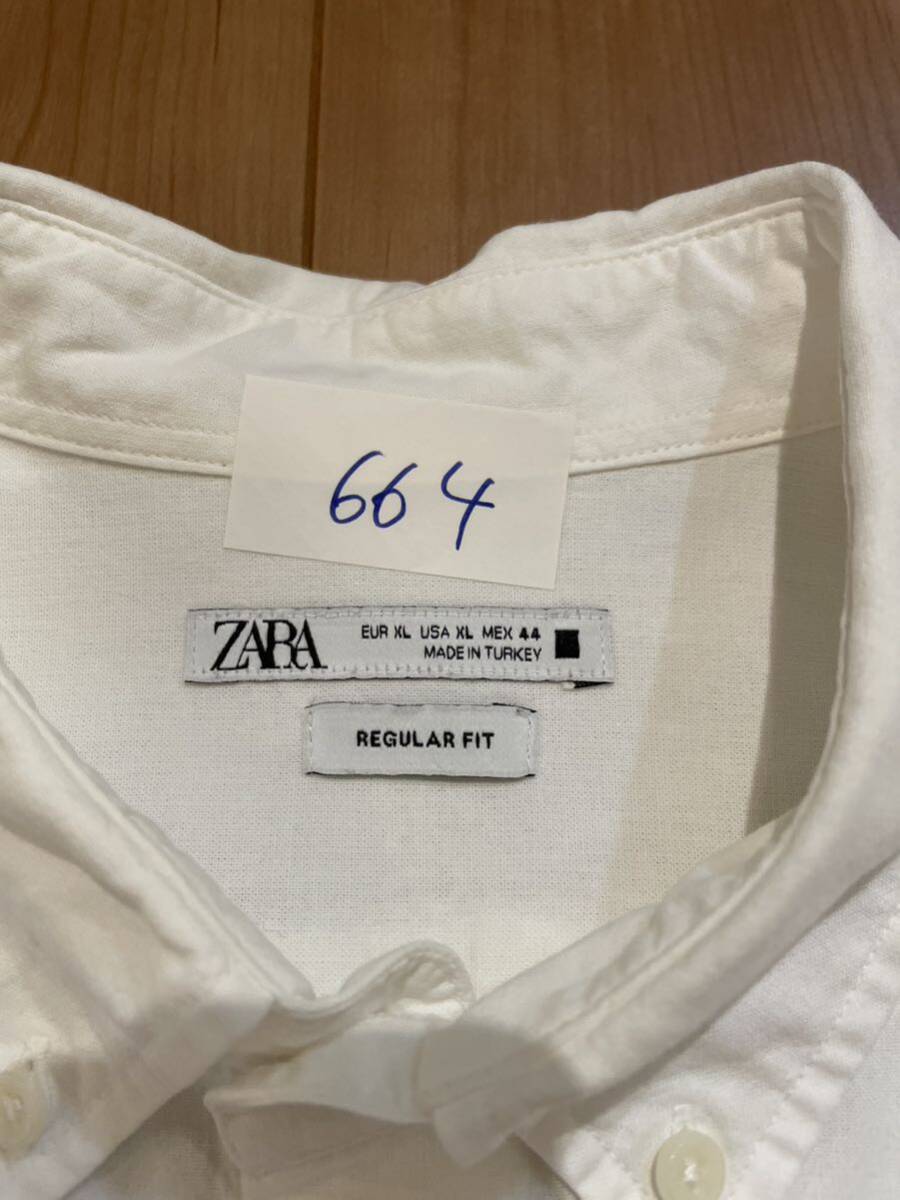 664
ZARA
EUR XL USA XL MEX 44
MADE IN TURKEY
REGULAR FIT